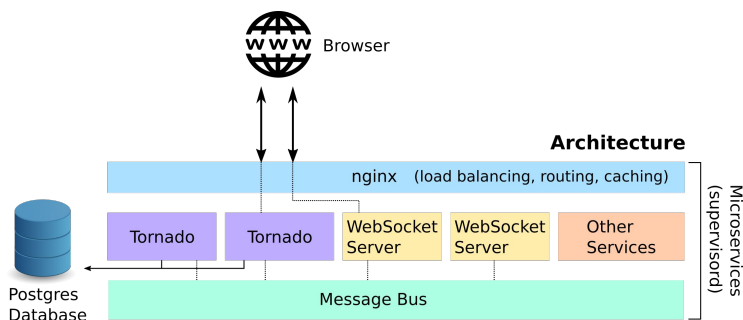 W W W
Browser
Architecture
nginx (load balancing, routing, caching)
Tornado
Tornado
WebSocket
Server
WebSocket
Server
Other
Services
Microservices
(supervisord)
Postgres
Database
Message Bus